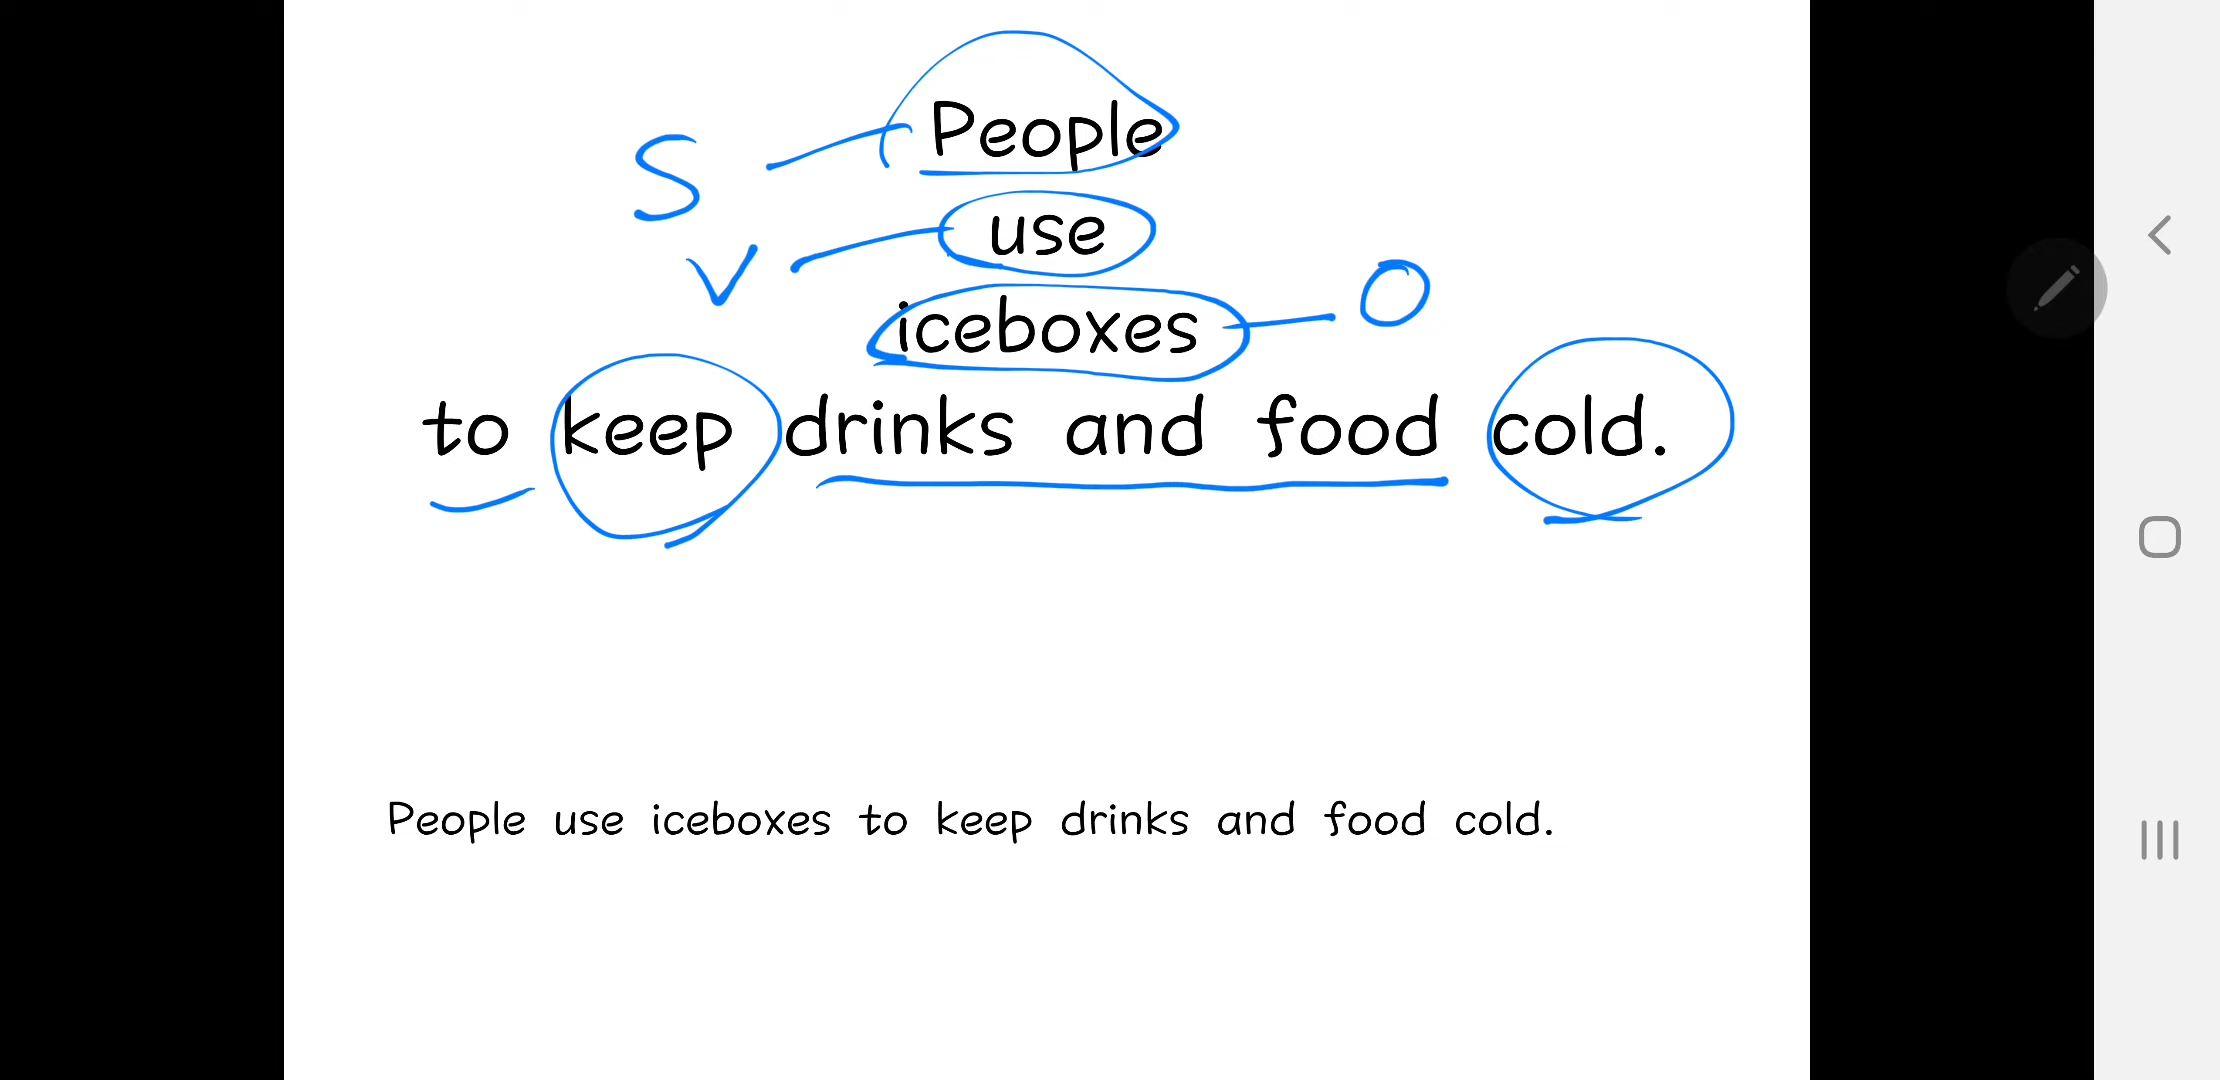 People
S
use
V
iceboxes
O
to keep drinks and food cold.
People use iceboxes to keep drinks and food cold.